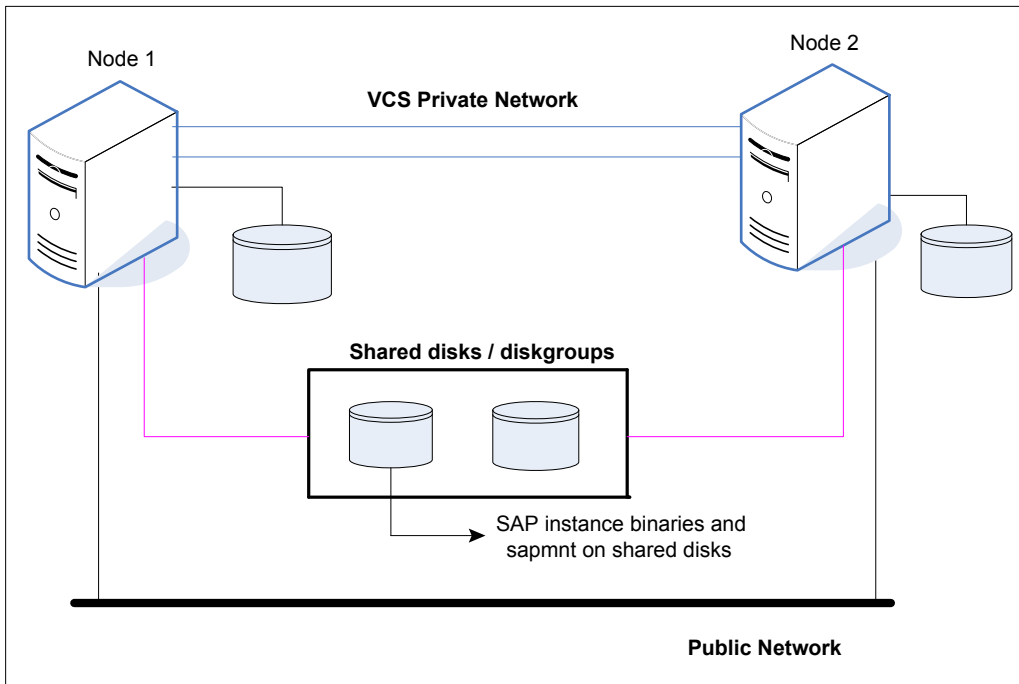 Node 1
Node 2
VCS Private Network
Shared disks / diskgroups
SAP instance binaries and
sapmnt on shared disks
Public Network